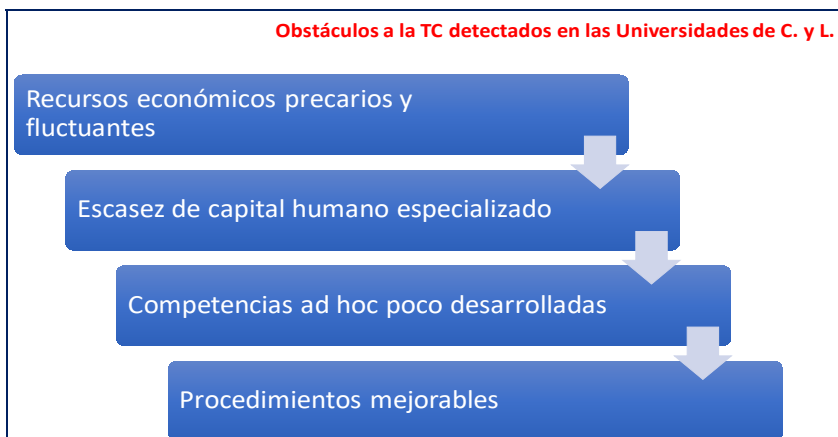 Obstáculos a la TC detectados en las Universidades de C. y L.
Recursos económicos precarios y
fluctuantes
Escasez de capital humano especializado
Competencias ad hoc poco desarrolladas
Procedimientos mejorables